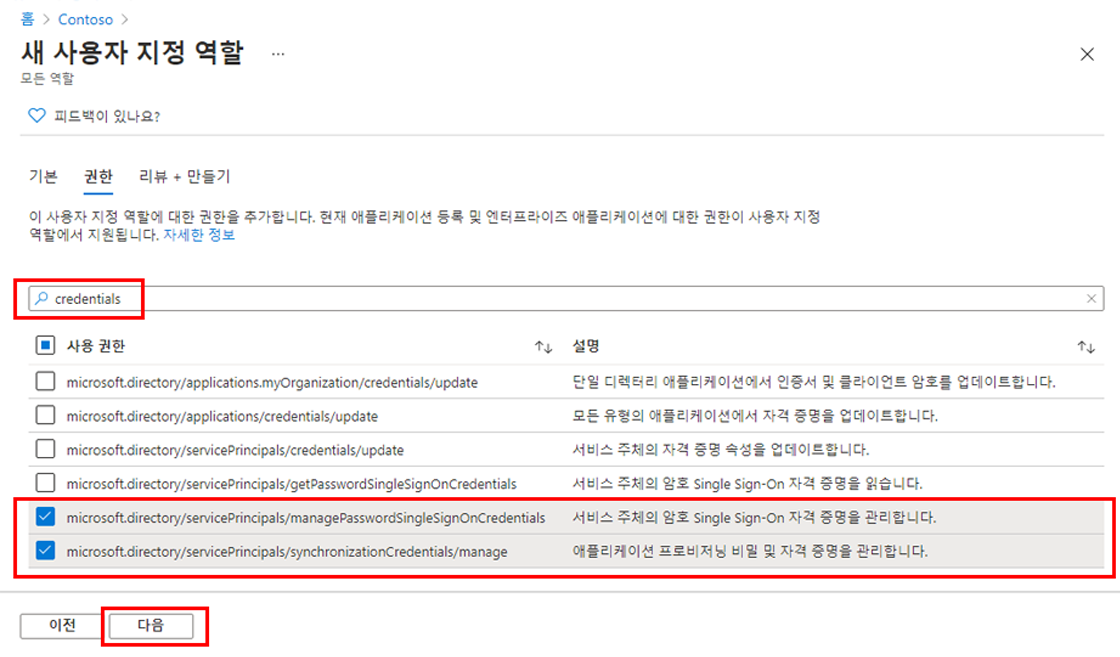 홈 > Contoso >
새 사용자 지정 역할 ...
모든 역할
피드백이 있나요?
기본 권한 리뷰 + 만들기
이 사용자 지정 역할에 대한 권한을 추가합니다. 현재 애플리케이션 등록 및 엔터프라이즈 애플리케이션에 대한 권한이 사용자 지정
역할에서 지원됩니다. 자세한 정보
credentials
사용 권한 설명
microsoft.directory/applications.myOrganization/credentials/update 단일 디렉터리 애플리케이션에서 인증서 및 클라이언트 암호를 업데이트합니다.
microsoft.directory/applications/credentials/update 모든 유형의 애플리케이션에서 자격 증명을 업데이트합니다.
microsoft.directory/servicePrincipals/credentials/update 서비스 주체의 자격 증명 속성을 업데이트합니다.
microsoft.directory/servicePrincipals/getPasswordSingleSignOnCredentials 서비스 주체의 암호 Single Sign-On 자격 증명을 읽습니다.
microsoft.directory/servicePrincipals/managePasswordSingleSignOnCredentials 서비스 주체의 암호 Single Sign-On 자격 증명을 관리합니다.
microsoft.directory/servicePrincipals/synchronizationCredentials/manage 애플리케이션 프로비저닝 비밀 및 자격 증명을 관리합니다.
이전 다음